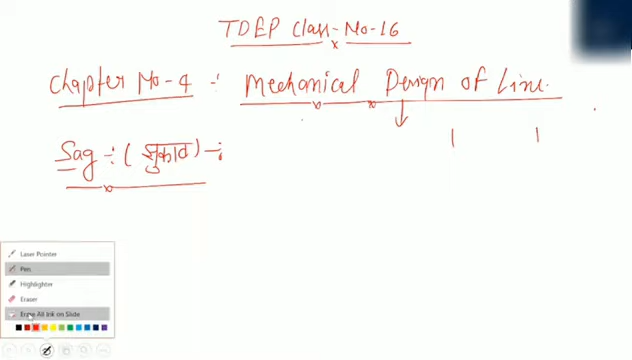 TDEP Class No-16
Chapter No-4 :- Mechanical Design of Line.
Sag :- (झुकाव) -:
Laser Pointer
Pen
Highlighter
Eraser
Erase All Ink on Slide